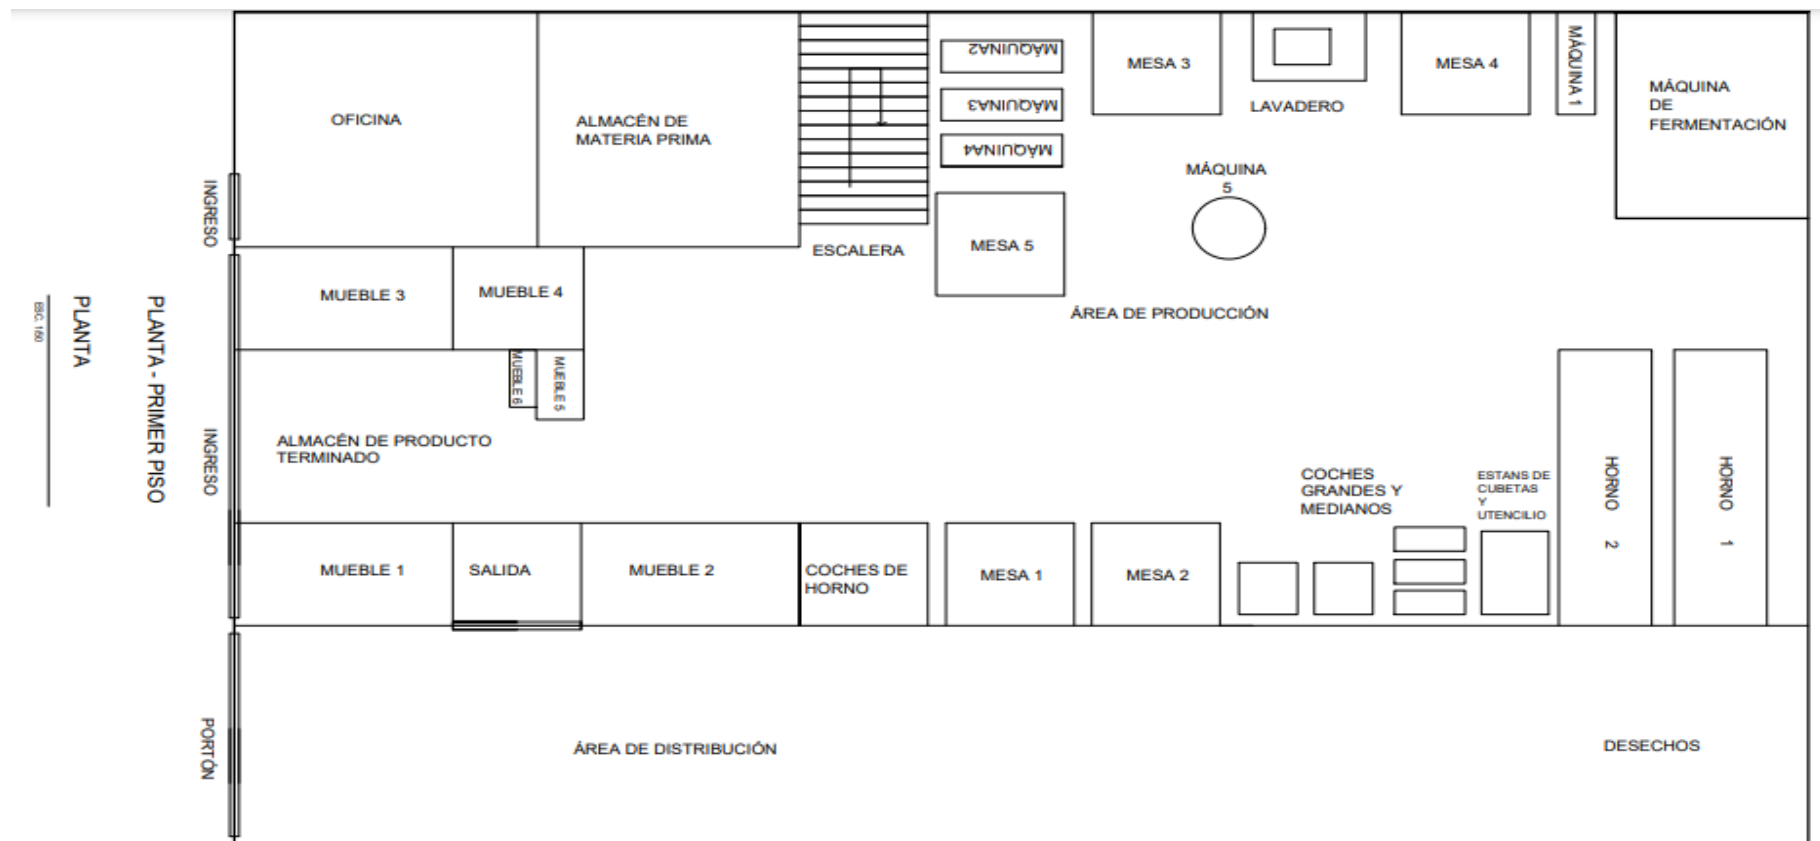 OFICINA
ALMACÉN DE
MATERIA PRIMA
ESCALERA
MÁQUINA2
MÁQUINA3
MÁQUINA4
MESA 5
MESA 3
LAVADERO
MESA 4
MÁQUINA 1
MÁQUINA
DE
FERMENTACIÓN
MÁQUINA
5
ÁREA DE PRODUCCIÓN
INGRESO
MUEBLE 3
MUEBLE 4
MUEBLE 6
MUEBLE 5
ALMACÉN DE PRODUCTO
TERMINADO
INGRESO
PLANTA - PRIMER PISO
PLANTA
ESC. 1/50
COCHES
GRANDES Y
MEDIANOS
ESTANS DE
CUBETAS
Y
UTENCILIO
HORNO 2
HORNO 1
MUEBLE 1
SALIDA
MUEBLE 2
COCHES DE
HORNO
MESA 1
MESA 2
PORTÓN
ÁREA DE DISTRIBUCIÓN
DESECHOS